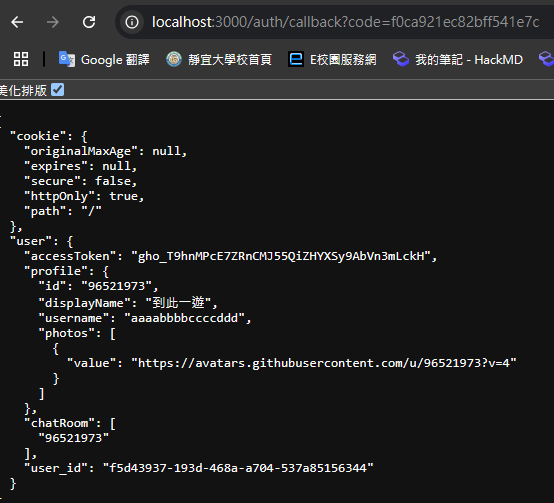 localhost:3000/auth/callback?code=f0ca921ec82bff541e7c
Google 翻譯 靜宜大學校首頁 E校園服務網 我的筆記 - HackMD
美化排版
{
"cookie": {
"originalMaxAge": null,
"expires": null,
"secure": false,
"httpOnly": true,
"path": "/"
},
"user": {
"accessToken": "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",
"profile": {
"id": "96521973",
"displayName": "到此一遊",
"username": "aaaabbbbccccddd",
"photos": [
{
"value": "https://avatars.githubusercontent.com/u/96521973?v=4"
}
]
},
"chatRoom": [
"96521973"
],
"user_id": "f5d43937-193d-468a-a704-537a85156344"
}